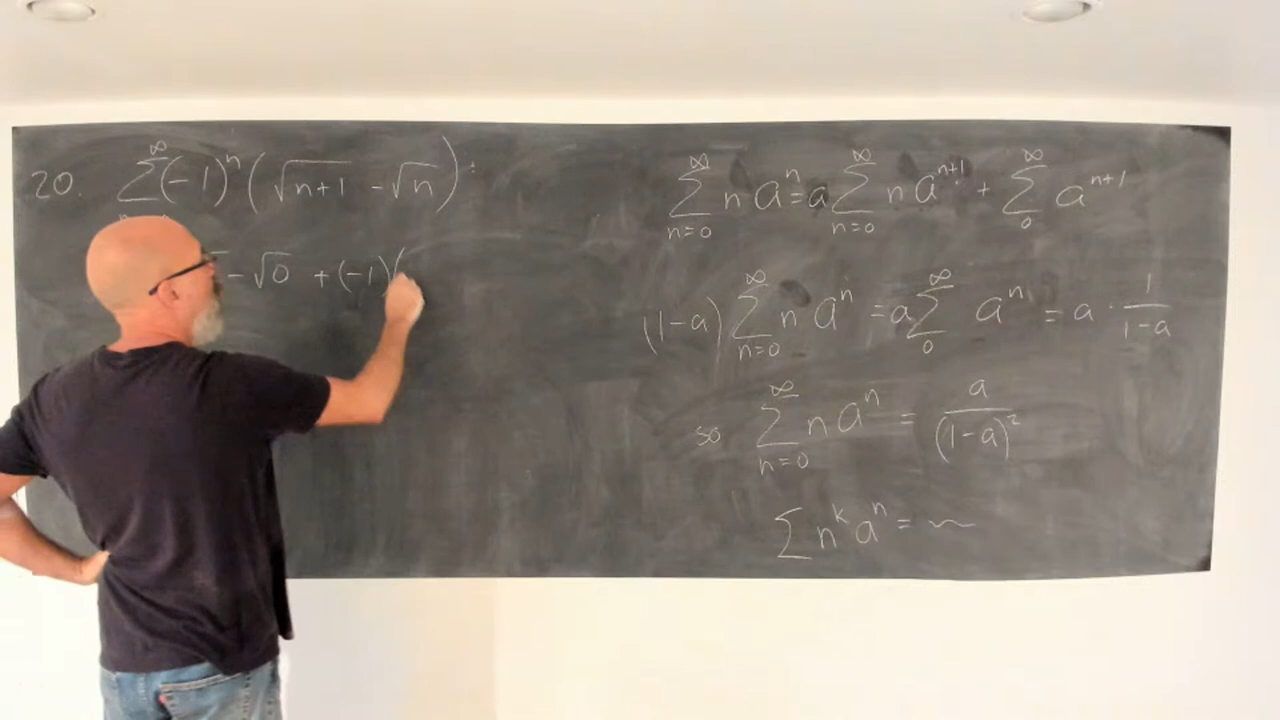 20. ∞ ∑ (-1)^n (√n+1 - √n):
- √0 + (-1)(
∞ ∑ n=0 n a^n = a ∞ ∑ n=0 n a^n+1 + ∞ ∑ 0 a^n+1
(1-a) ∞ ∑ n=0 n a^n = a ∞ ∑ 0 a^n = a · 1/1-a
so ∞ ∑ n=0 n a^n = a/(1-a)^2
∑ n^k a^n = ~